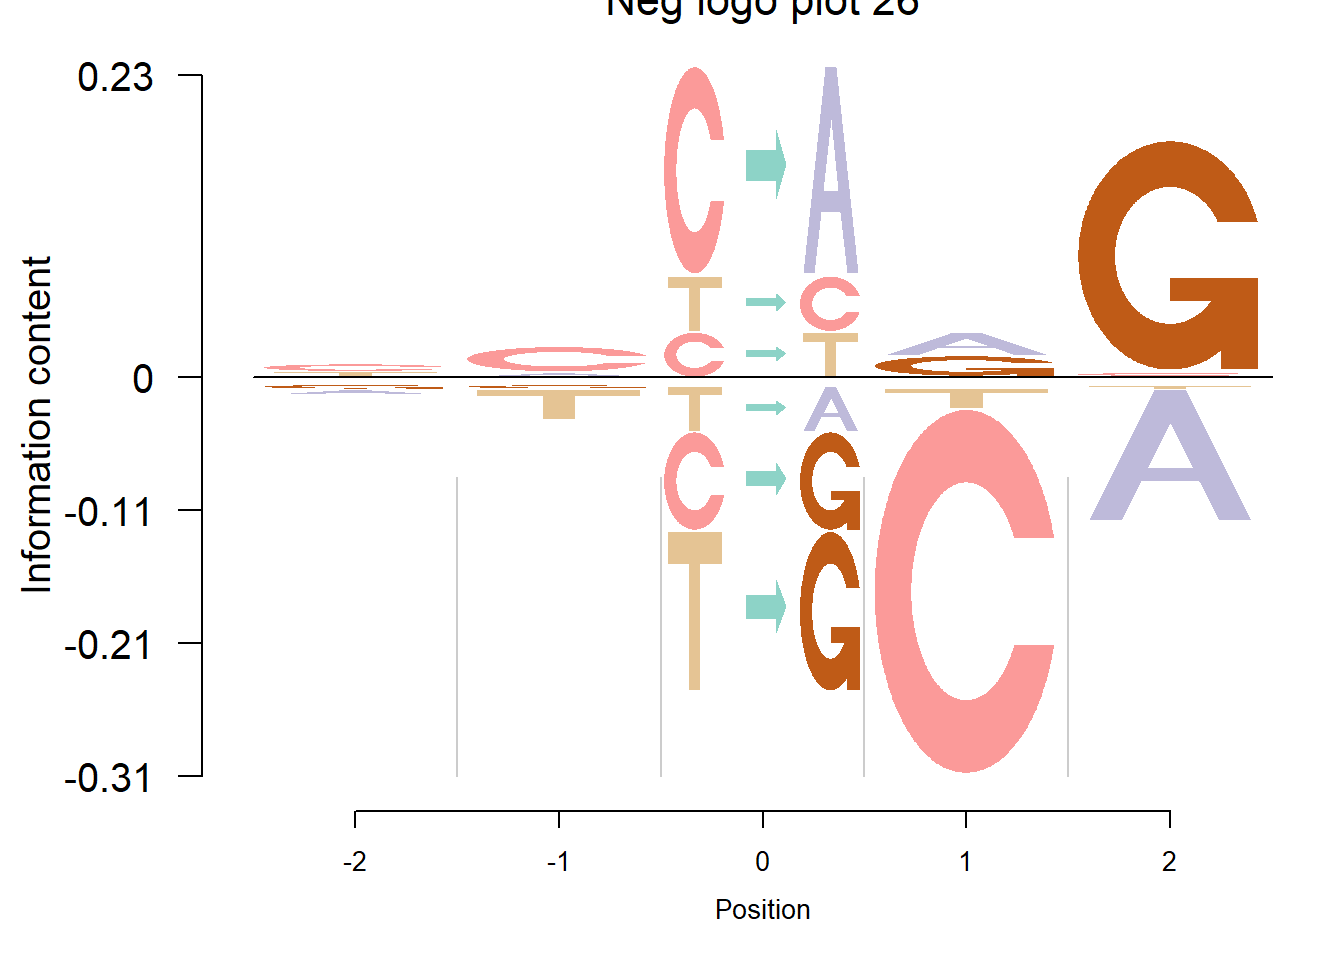 Neg logo plot 26
Information content
0.23
0
-0.11
-0.21
-0.31
C A
T C
C T
T A
C G
T G
C
T
A
G
T
C
G
A
-2 -1 0 1 2
Position